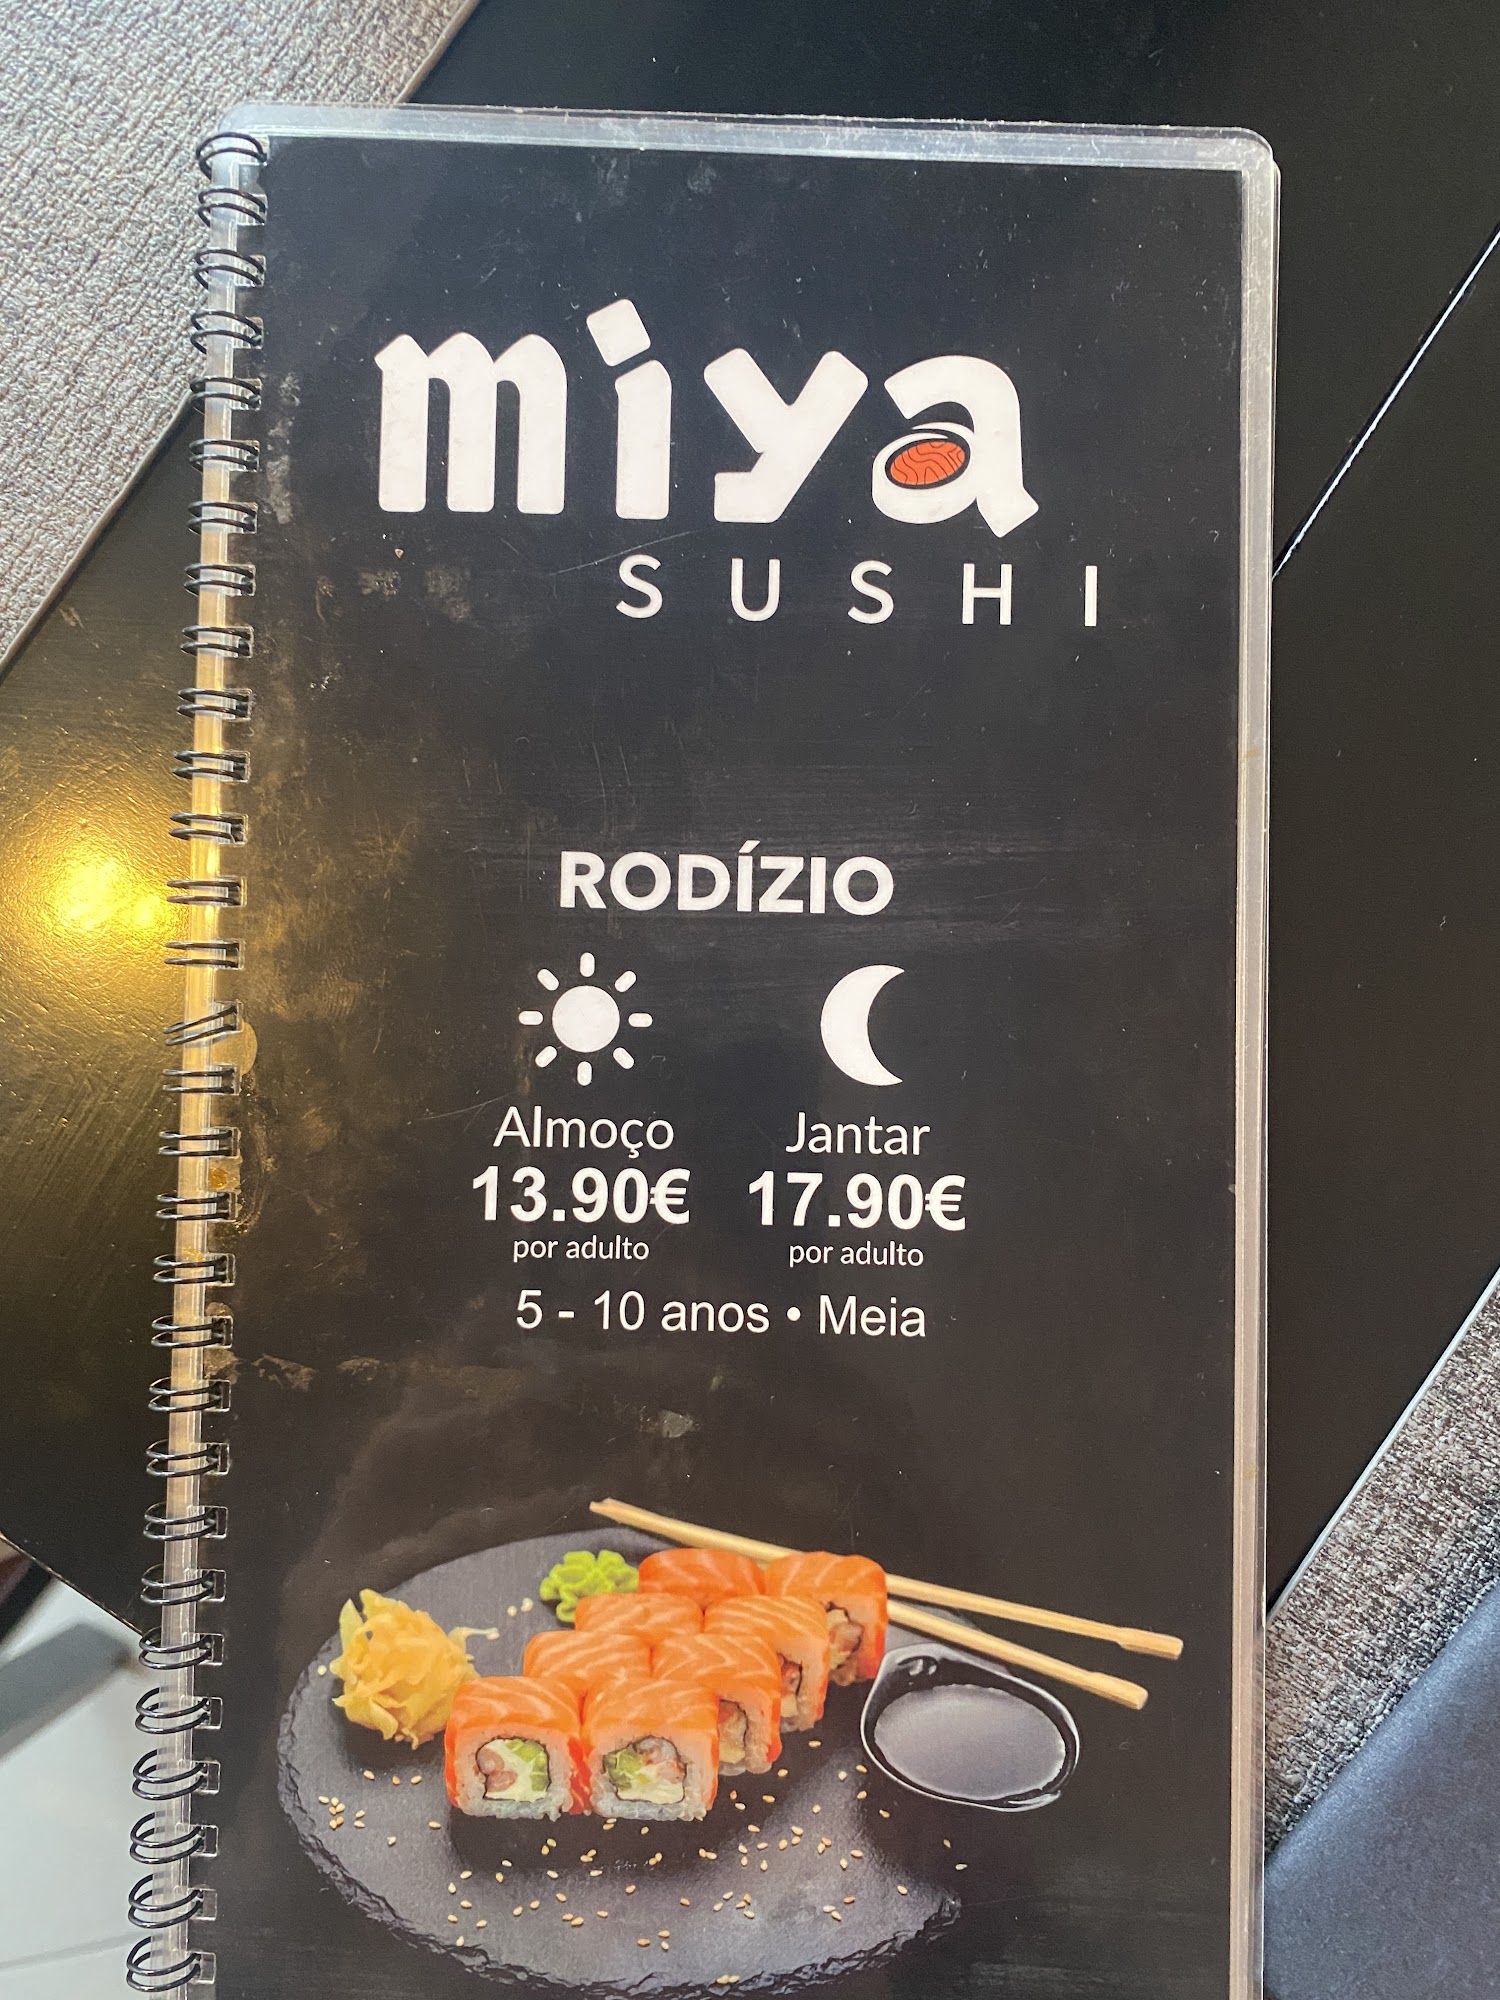 miya
SUSHI
RODÍZIO
Almoço Jantar
13.90€ 17.90€
por adulto por adulto
5 - 10 anos • Meia